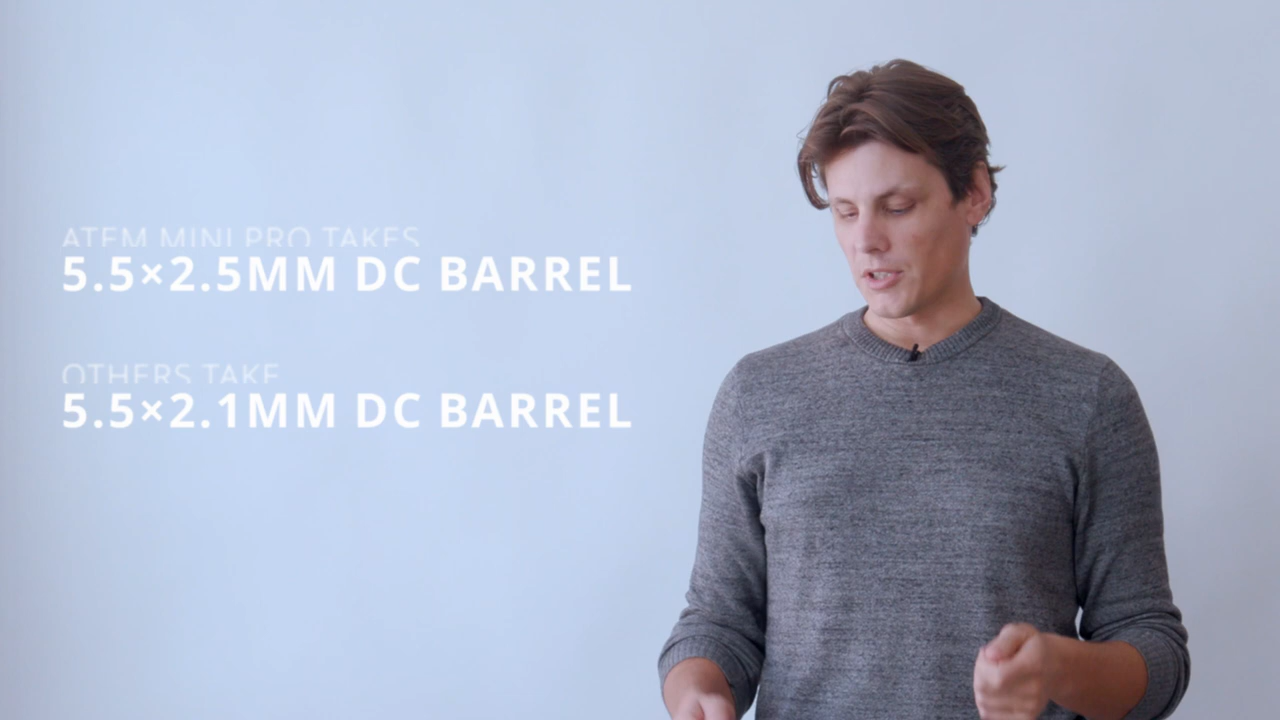 ATEM MINI PRO TAKES
5.5×2.5MM DC BARREL
OTHERS TAKE
5.5×2.1MM DC BARREL